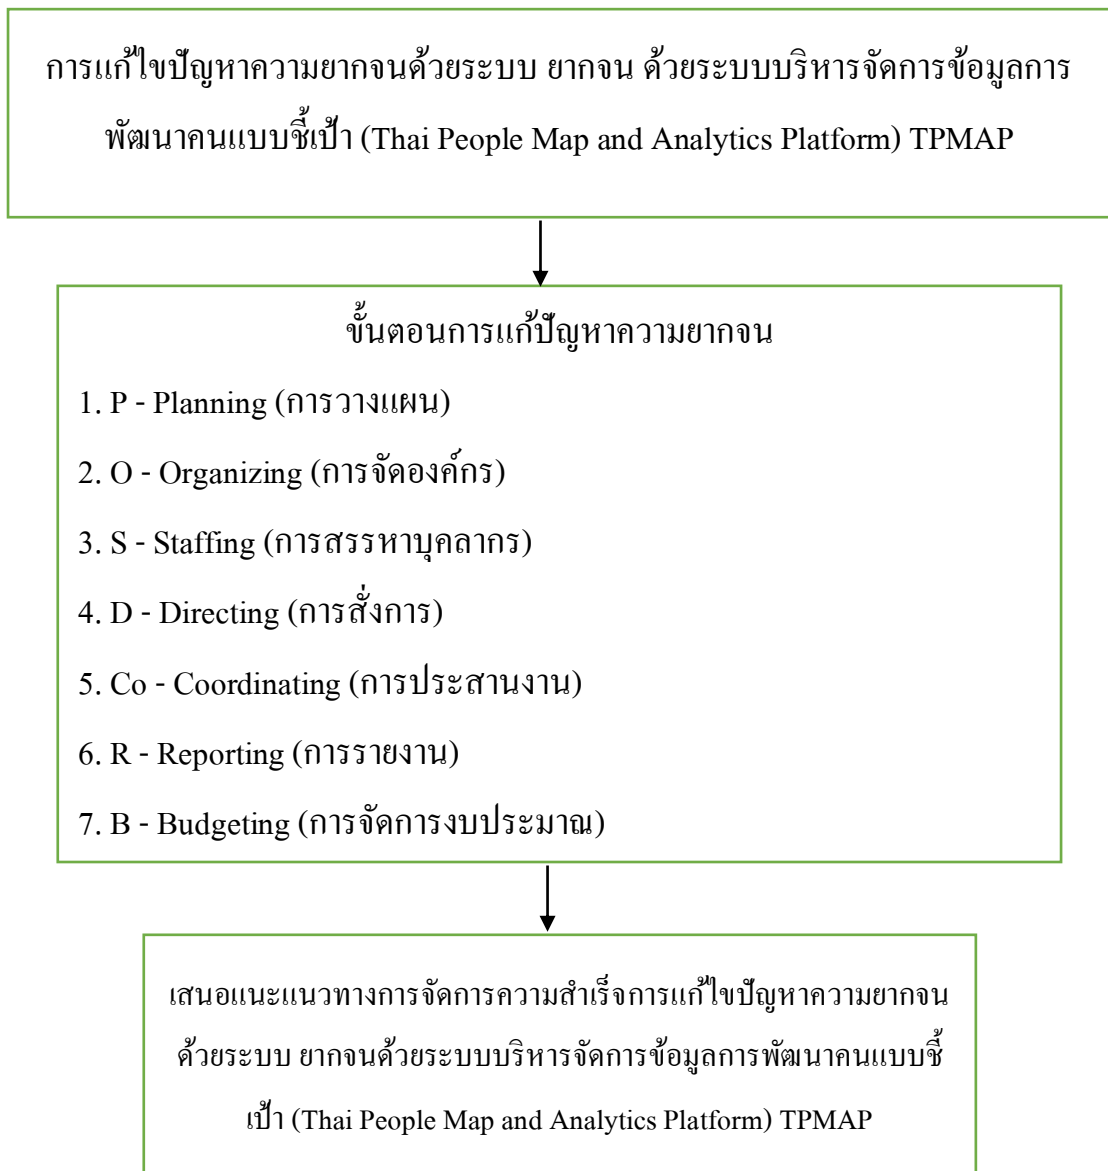 การแก้ไขปัญหาความยากจนด้วยระบบ ยากจน ด้วยระบบบริหารจัดการข้อมูลการ
พัฒนาคนแบบชี้เป้า (Thai People Map and Analytics Platform) TPMAP
ขั้นตอนการแก้ปัญหาความยากจน
1. P - Planning (การวางแผน)
2. O - Organizing (การจัดองค์กร)
3. S - Staffing (การสรรหาบุคลากร)
4. D - Directing (การสั่งการ)
5. Co - Coordinating (การประสานงาน)
6. R - Reporting (การรายงาน)
7. B - Budgeting (การจัดการงบประมาณ)
เสนอแนะแนวทางการจัดการความสำเร็จการแก้ไขปัญหาความยากจน
ด้วยระบบ ยากจนด้วยระบบบริหารจัดการข้อมูลการพัฒนาคนแบบชี้
เป้า (Thai People Map and Analytics Platform) TPMAP